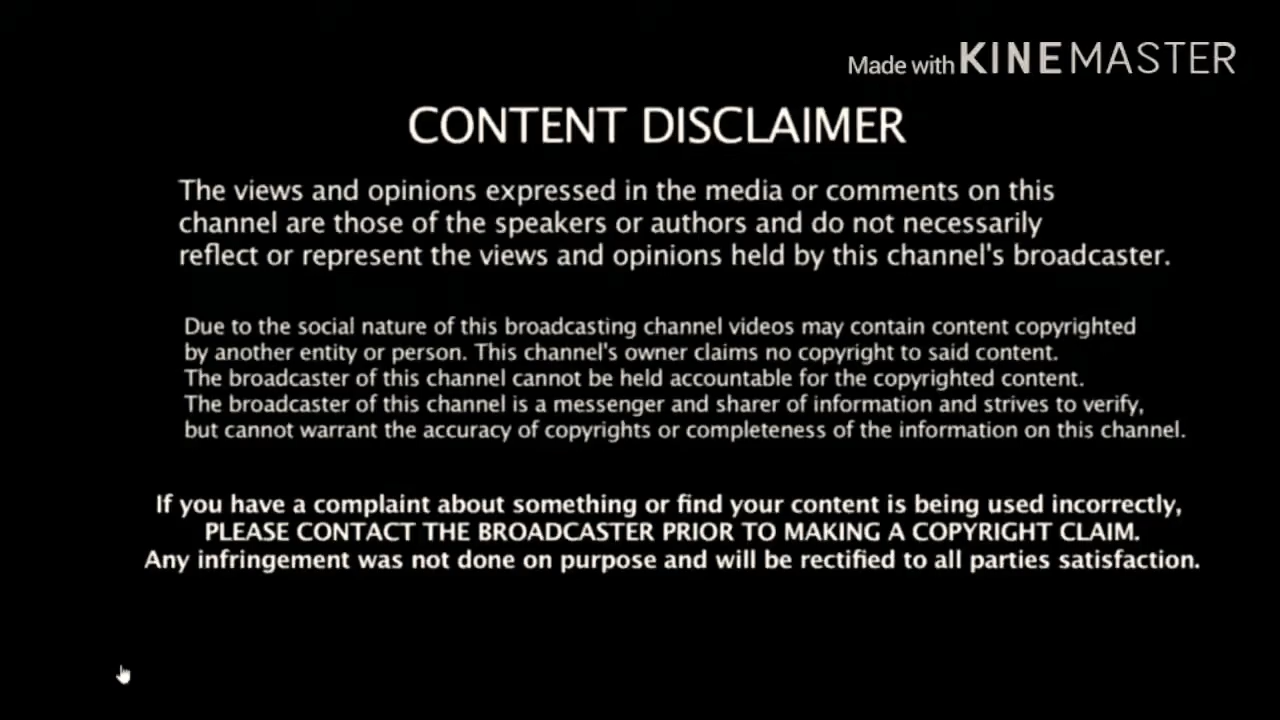 Made with KINEMASTER
CONTENT DISCLAIMER
The views and opinions expressed in the media or comments on this
channel are those of the speakers or authors and do not necessarily
reflect or represent the views and opinions held by this channel's broadcaster.
Due to the social nature of this broadcasting channel videos may contain content copyrighted
by another entity or person. This channel's owner claims no copyright to said content.
The broadcaster of this channel cannot be held accountable for the copyrighted content.
The broadcaster of this channel is a messenger and sharer of information and strives to verify,
but cannot warrant the accuracy of copyrights or completeness of the information on this channel.
If you have a complaint about something or find your content is being used incorrectly,
PLEASE CONTACT THE BROADCASTER PRIOR TO MAKING A COPYRIGHT CLAIM.
Any infringement was not done on purpose and will be rectified to all parties satisfaction.